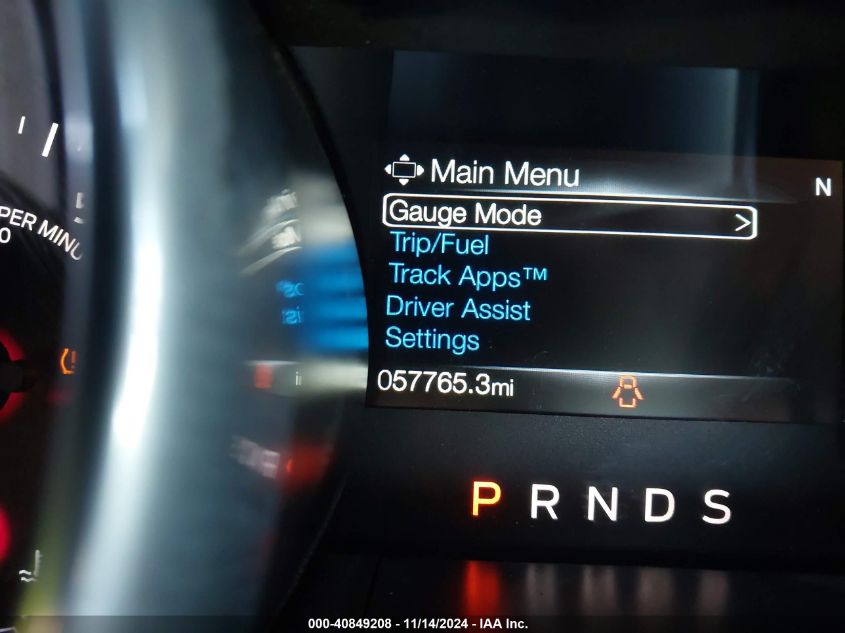 Main Menu
N
Gauge Mode >
Trip/Fuel
Track Apps™
Driver Assist
Settings
057765.3mi
P R N D S
PER MINU
0
000-40849208 - 11/14/2024 - IAA Inc.